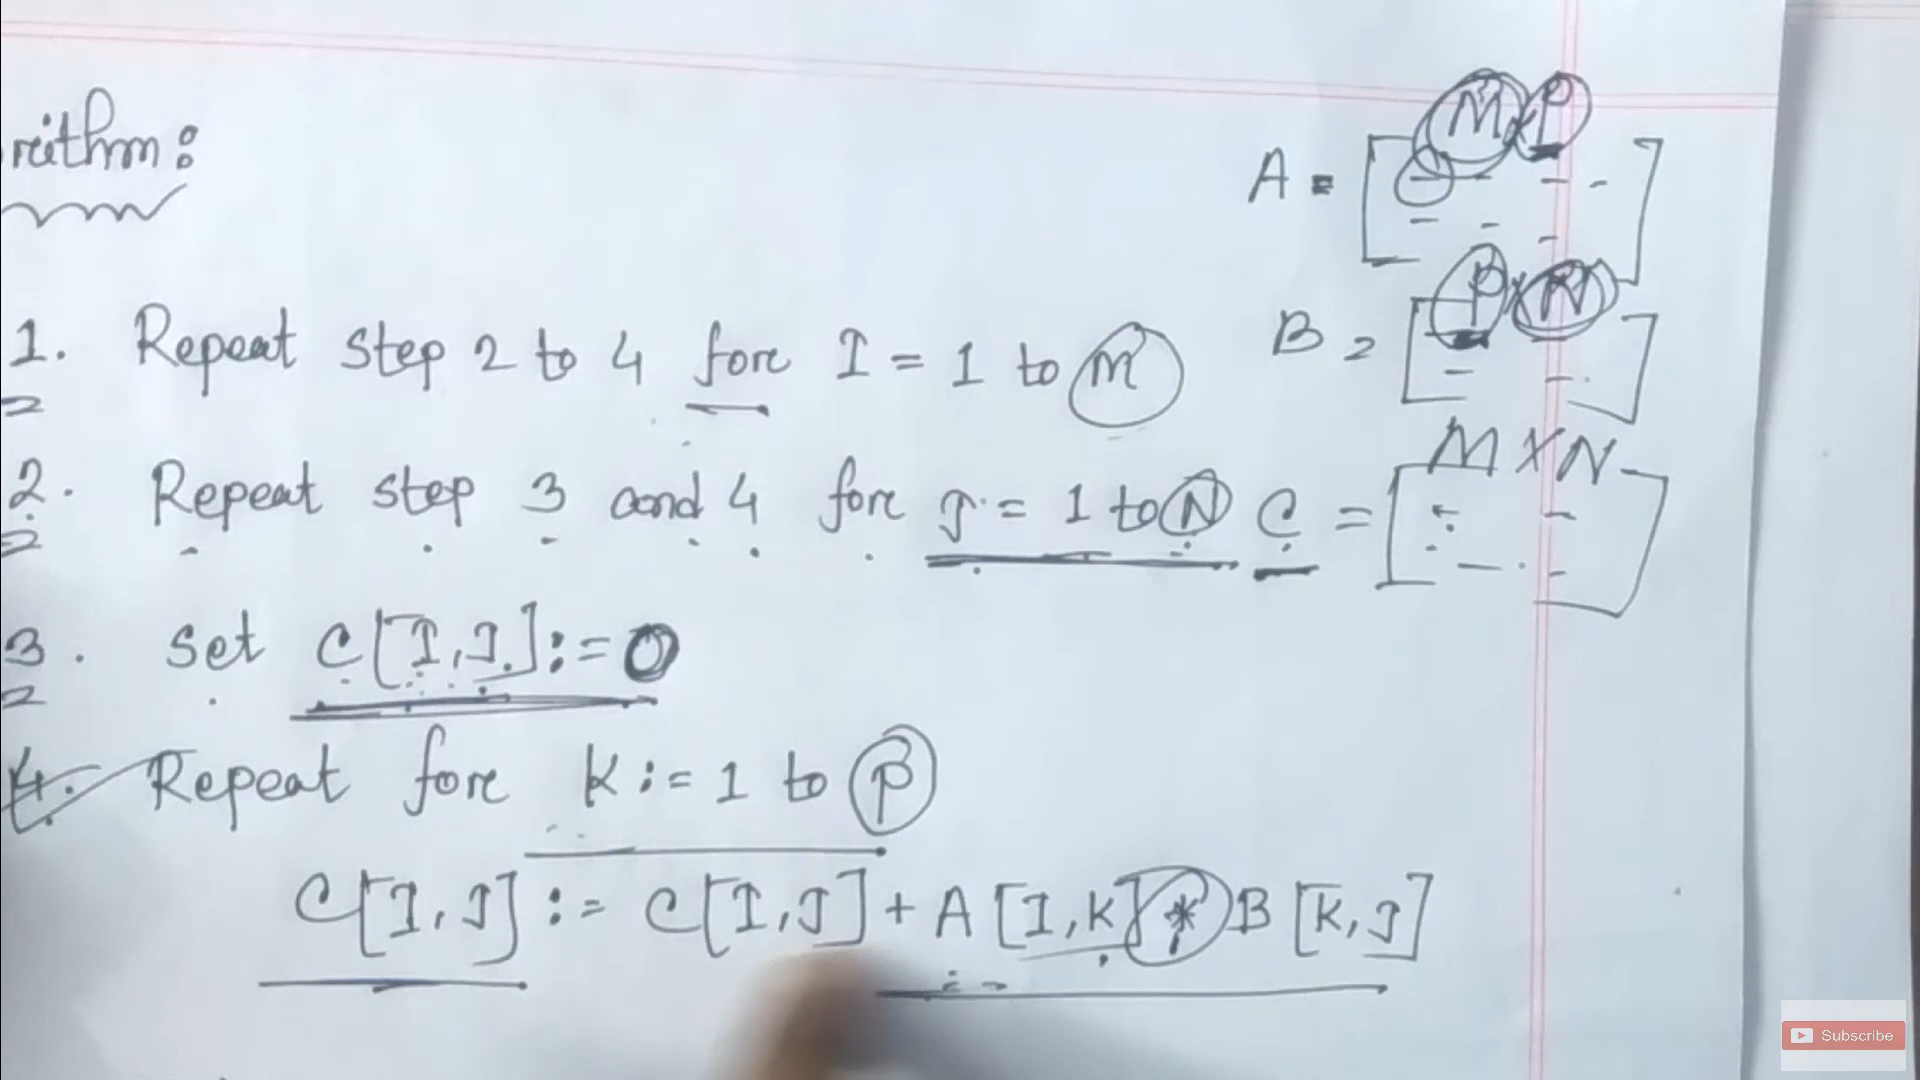 rithm:
M x P
A =
P x N
B =
1. Repeat step 2 to 4 for I = 1 to M
M x N
2. Repeat step 3 and 4 for J = 1 to N C =
3. set C[I,J] := 0
4. Repeat for K := 1 to P
C[I,J] := C[I,J] + A[I,K] * B[K,J]
Subscribe